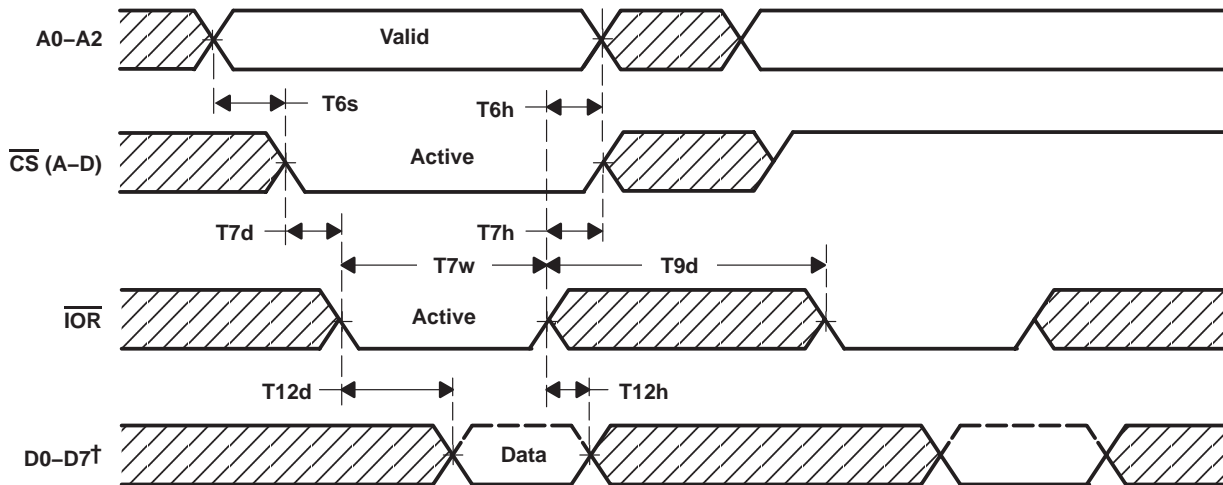 A0–A2
Valid
T6s
T6h
CS (A–D)
Active
T7d
T7h
T7w
T9d
IOR
Active
T12d
T12h
D0–D7†
Data